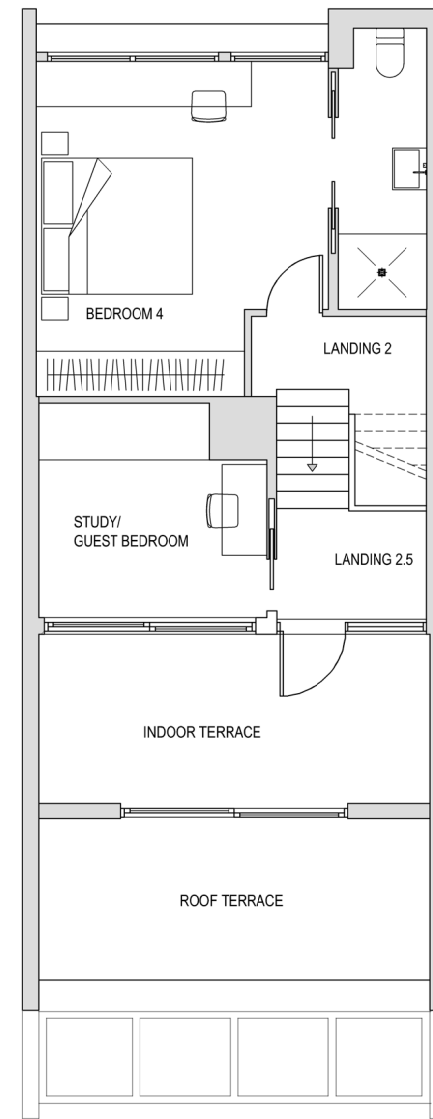 BEDROOM 4
LANDING 2
STUDY/
GUEST BEDROOM
LANDING 2.5
INDOOR TERRACE
ROOF TERRACE